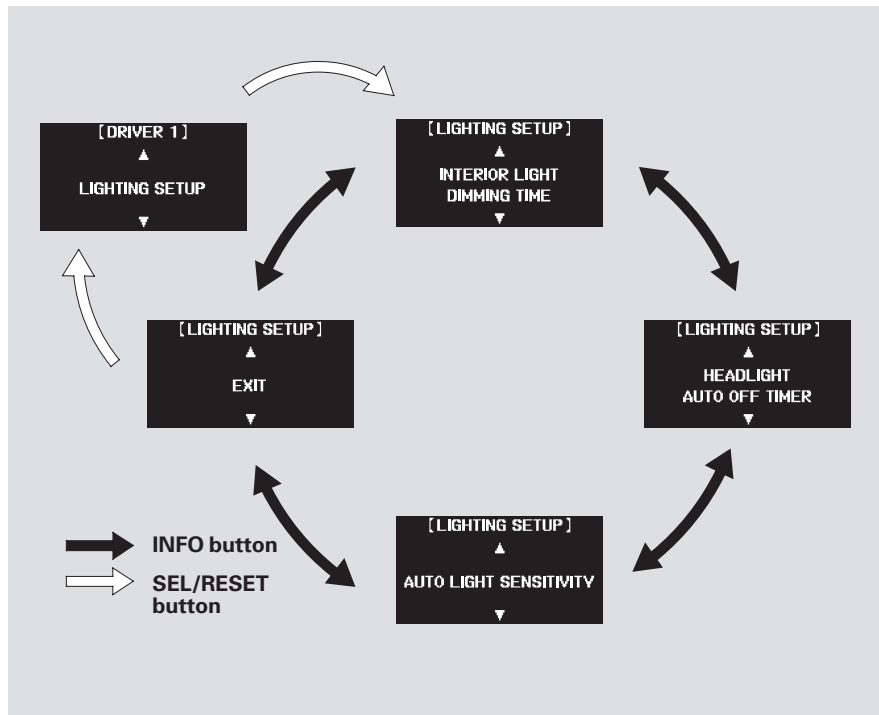 [DRIVER 1]
▲
LIGHTING SETUP
▼
[LIGHTING SETUP]
▲
INTERIOR LIGHT
DIMMING TIME
▼
[LIGHTING SETUP]
▲
EXIT
▼
[LIGHTING SETUP]
▲
HEADLIGHT
AUTO OFF TIMER
▼
[LIGHTING SETUP]
▲
AUTO LIGHT SENSITIVITY
▼
INFO button
SEL/RESET
button